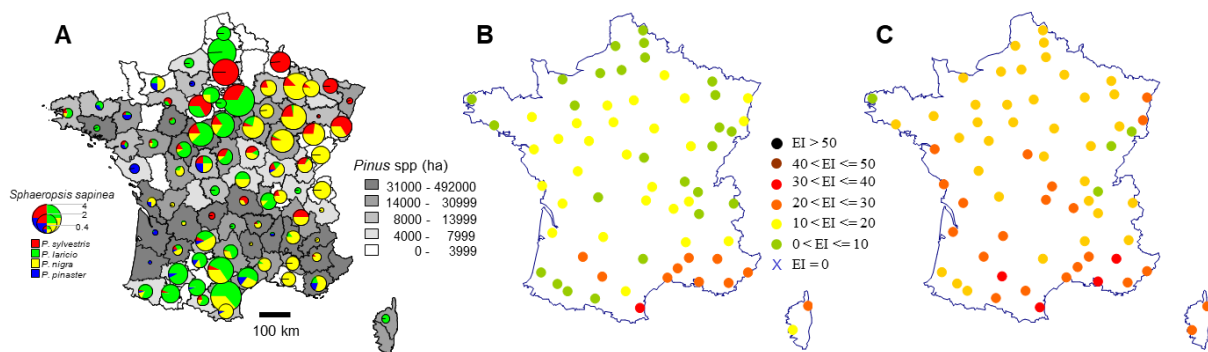 A
B
C
Sphaeropsis sapinea
4
2
0.4
P. sylvestris
P. laricio
P. nigra
P. pinaster
Pinus spp (ha)
31000 - 492000
14000 - 30999
8000 - 13999
4000 - 7999
0 - 3999
100 km
EI > 50
40 < EI <= 50
30 < EI <= 40
20 < EI <= 30
10 < EI <= 20
0 < EI <= 10
X EI = 0